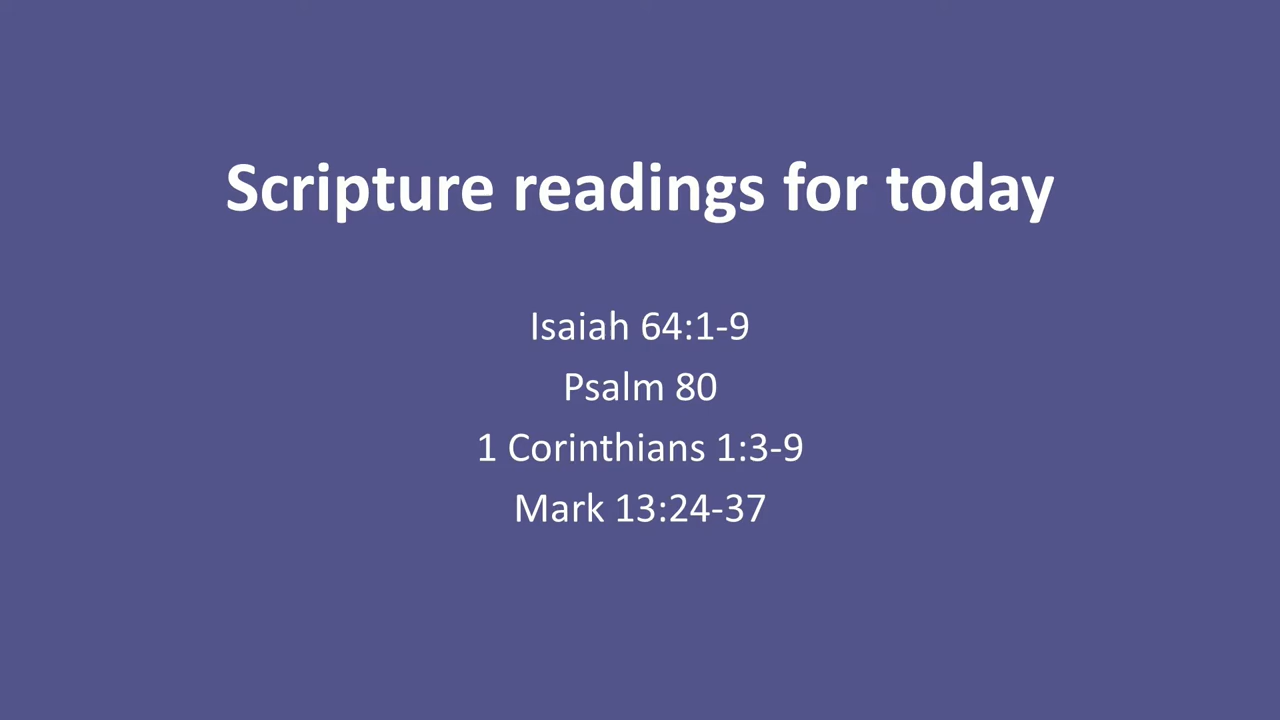 Scripture readings for today
Isaiah 64:1-9
Psalm 80
1 Corinthians 1:3-9
Mark 13:24-37